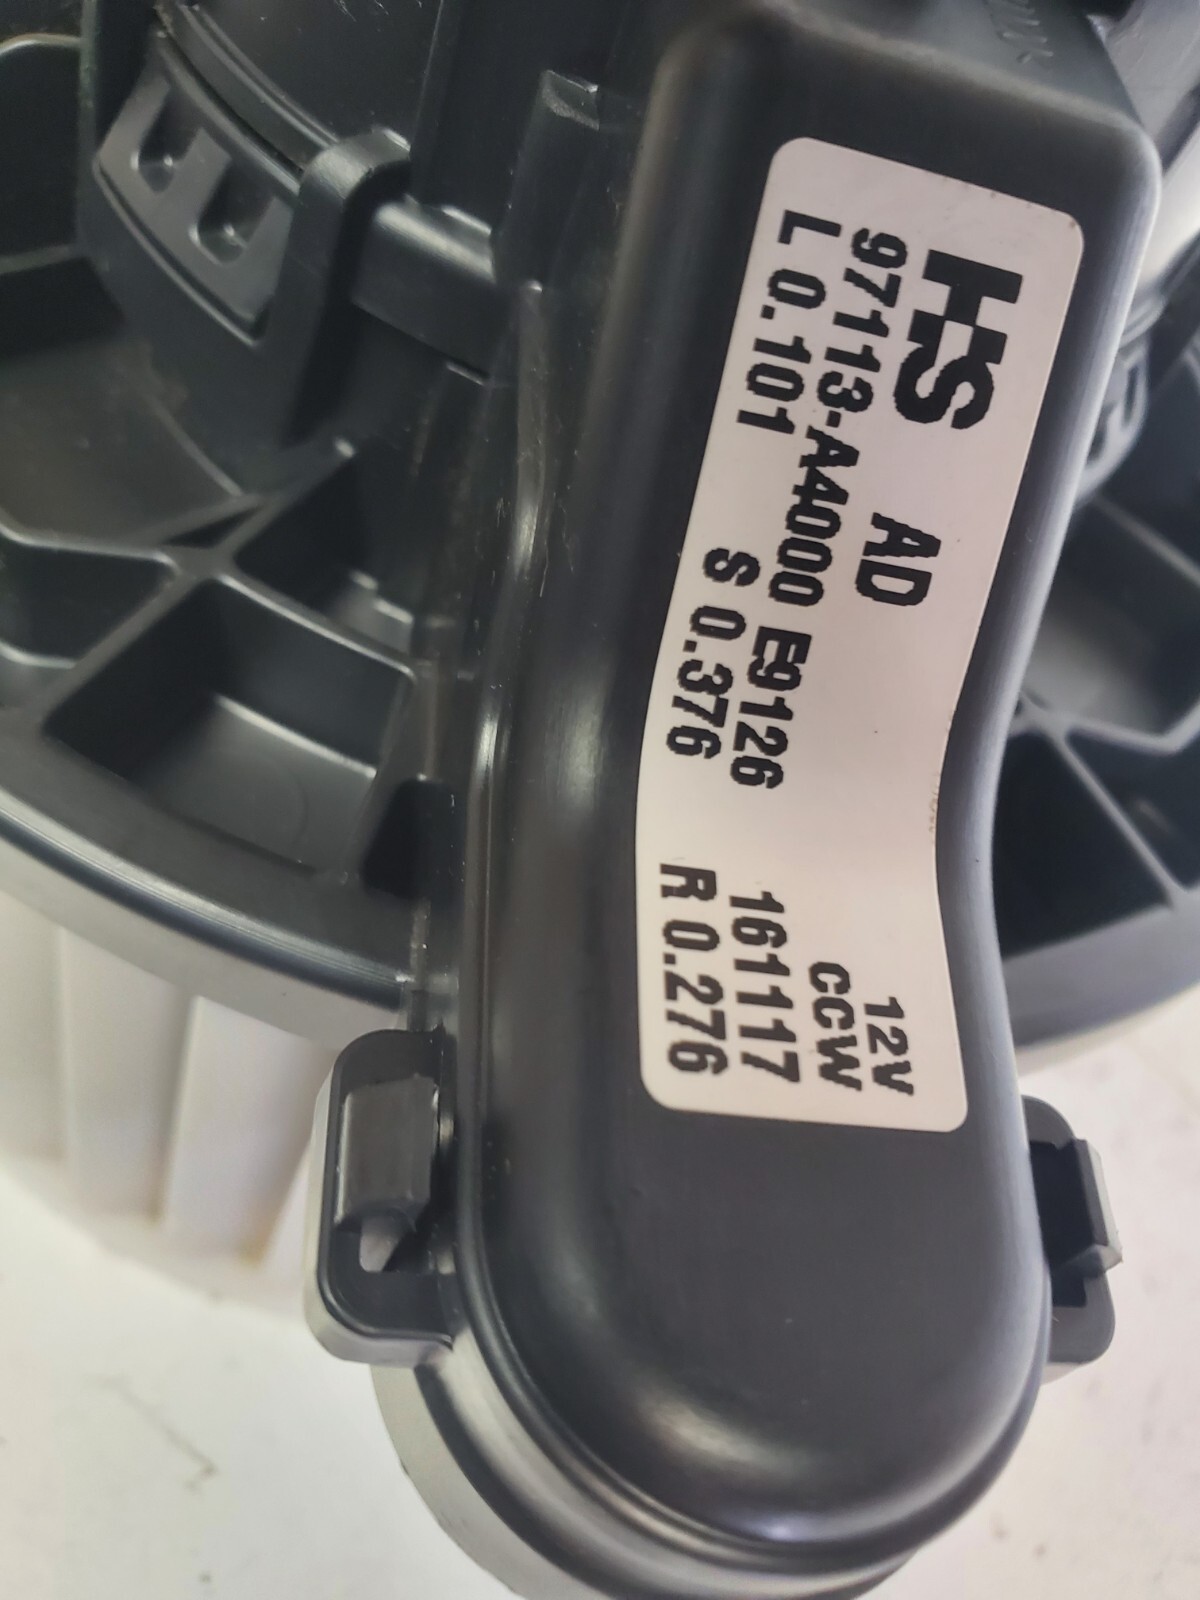 HS AD 12V
CCW
97113-A4000 E9126 161117
L 0.101 S 0.376 R 0.276